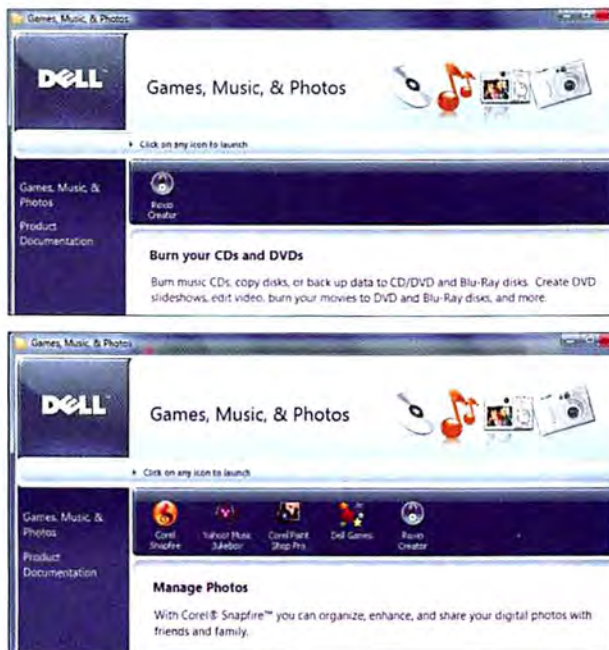 Games, Music, & Photos
DELL
Games, Music, & Photos
Click on any icon to launch
Games, Music, &
Photos
Product
Documentation
Roxio
Creator
Burn your CDs and DVDs
Burn music CDs, copy disks, or back up data to CD/DVD and Blu-Ray disks. Create DVD
slideshows, edit video, burn your movies to DVD and Blu-Ray disks, and more.
Games, Music, & Photos
DELL
Games, Music, & Photos
Click on any icon to launch
Games, Music, &
Photos
Product
Documentation
Corel
Snapfire
Yahoo! Music
Jukebox
Corel Paint
Shop Pro
Dell Games
Roxio
Creator
Manage Photos
With Corel® Snapfire™ you can organize, enhance, and share your digital photos with
friends and family.